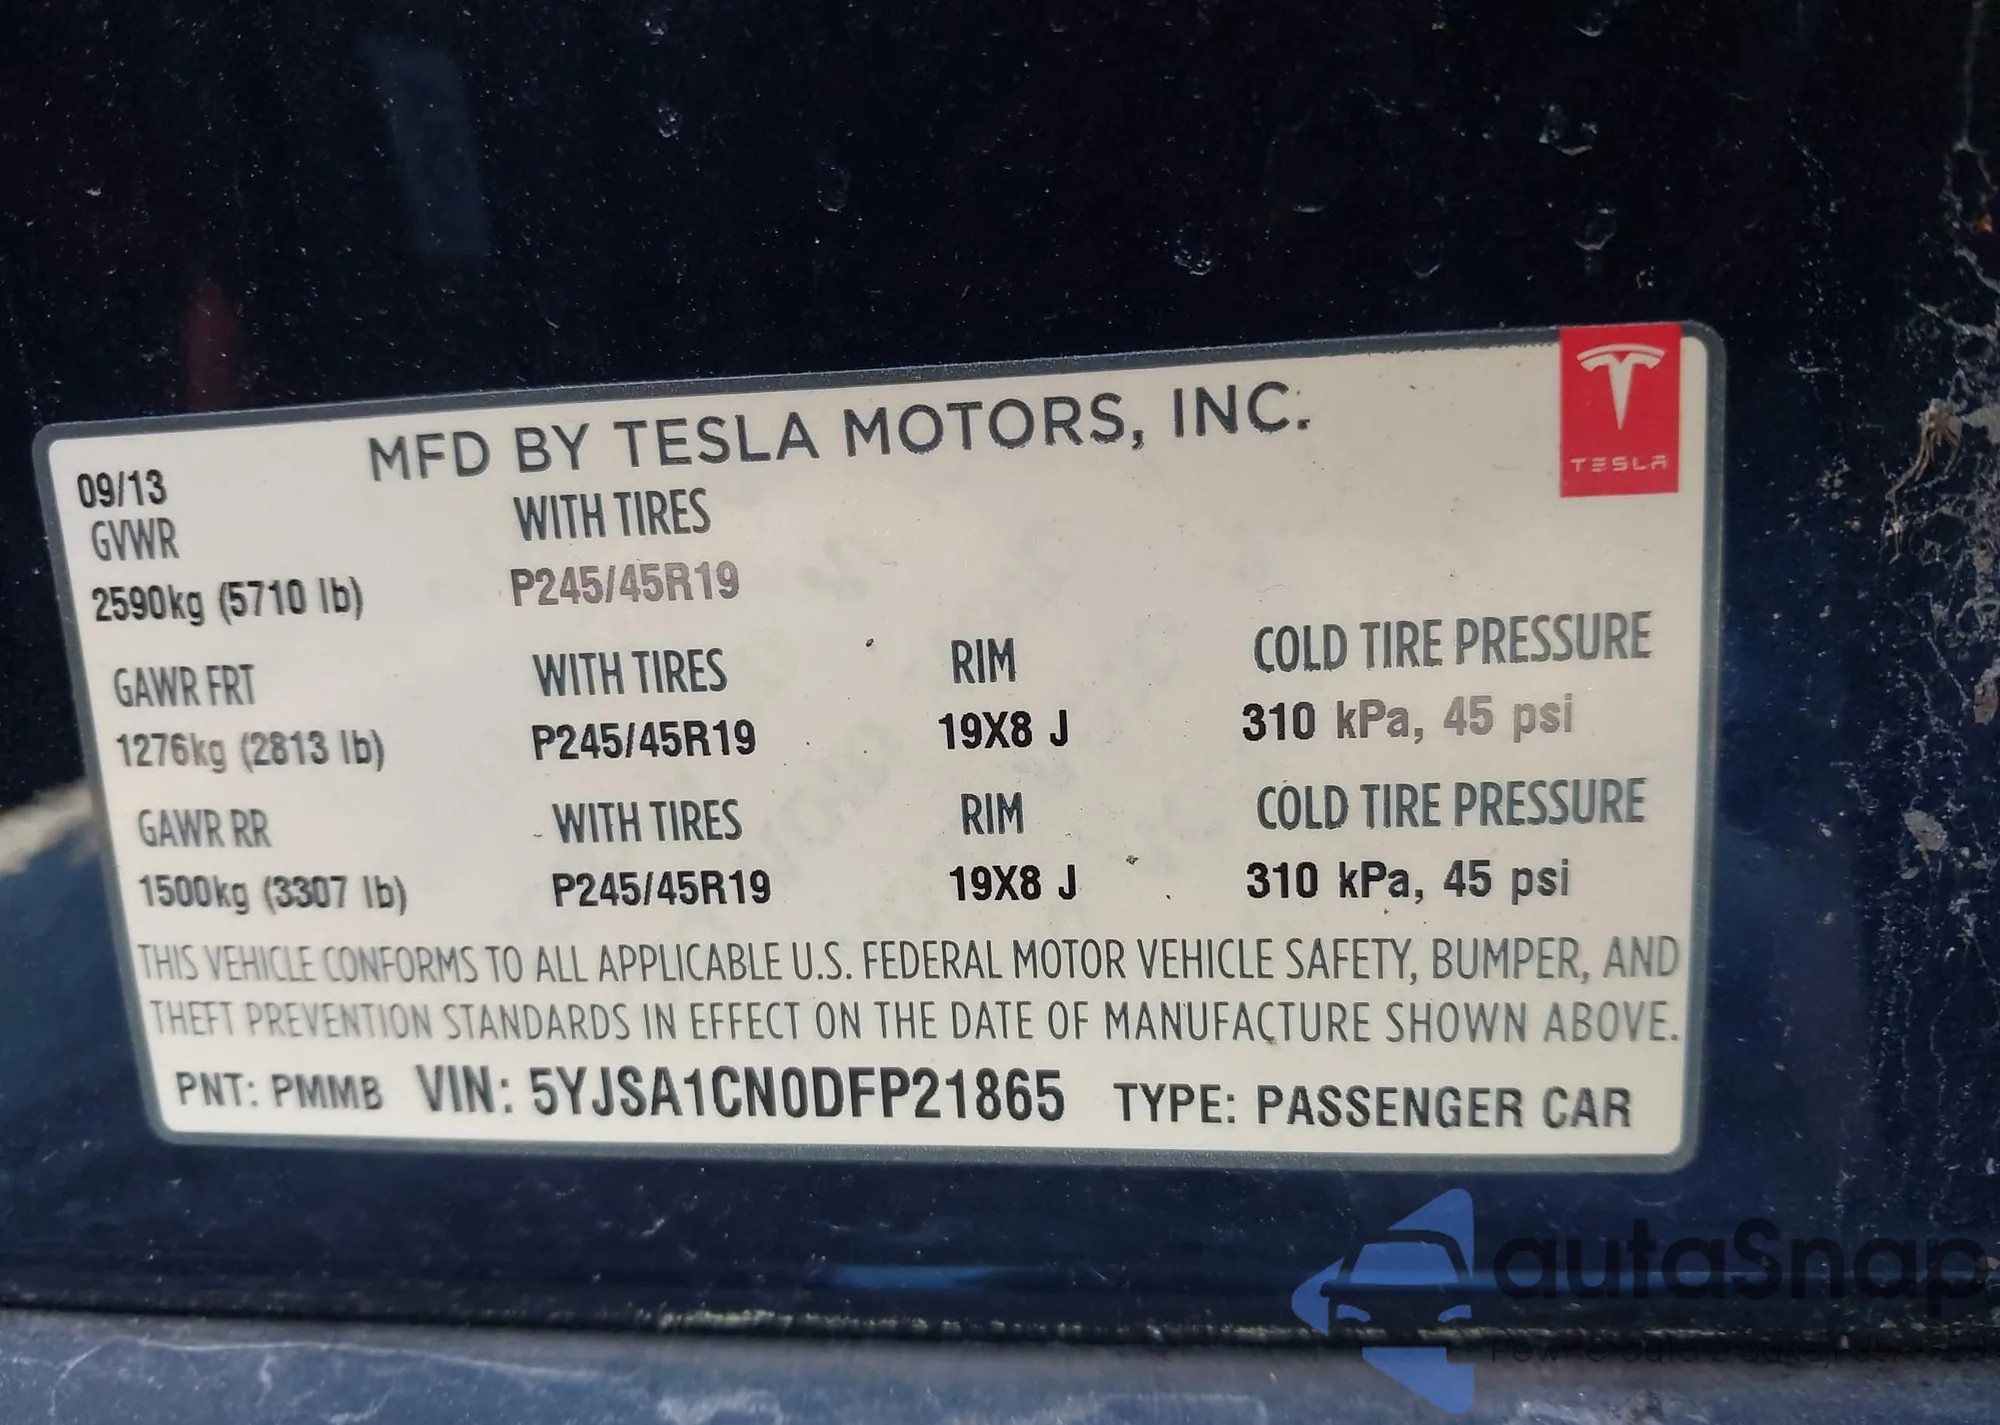 MFD BY TESLA MOTORS, INC.
TESLA
09/13
GVWR WITH TIRES
2590kg (5710 lb) P245/45R19
GAWR FRT WITH TIRES RIM COLD TIRE PRESSURE
1276kg (2813 lb) P245/45R19 19X8 J 310 kPa, 45 psi
GAWR RR WITH TIRES RIM COLD TIRE PRESSURE
1500kg (3307 lb) P245/45R19 19X8 J 310 kPa, 45 psi
THIS VEHICLE CONFORMS TO ALL APPLICABLE U.S. FEDERAL MOTOR VEHICLE SAFETY, BUMPER, AND
THEFT PREVENTION STANDARDS IN EFFECT ON THE DATE OF MANUFACTURE SHOWN ABOVE.
PNT: PMMB VIN: 5YJSA1CN0DFP21865 TYPE: PASSENGER CAR
autaSnap